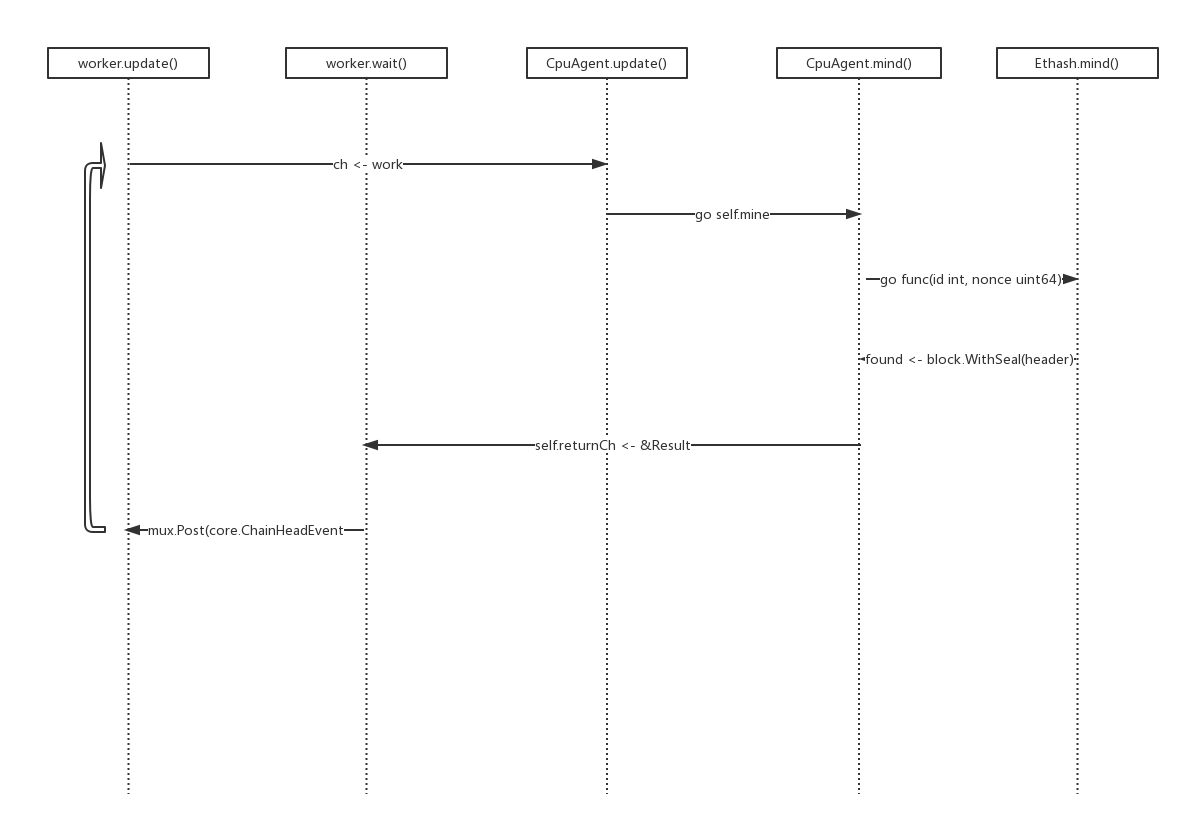 worker.update()
worker.wait()
CpuAgent.update()
CpuAgent.mind()
Ethash.mind()
ch <- work
go self.mine
go func(id int, nonce uint64)
found <- block.WithSeal(header)
self.returnCh <- &Result
mux.Post(core.ChainHeadEvent